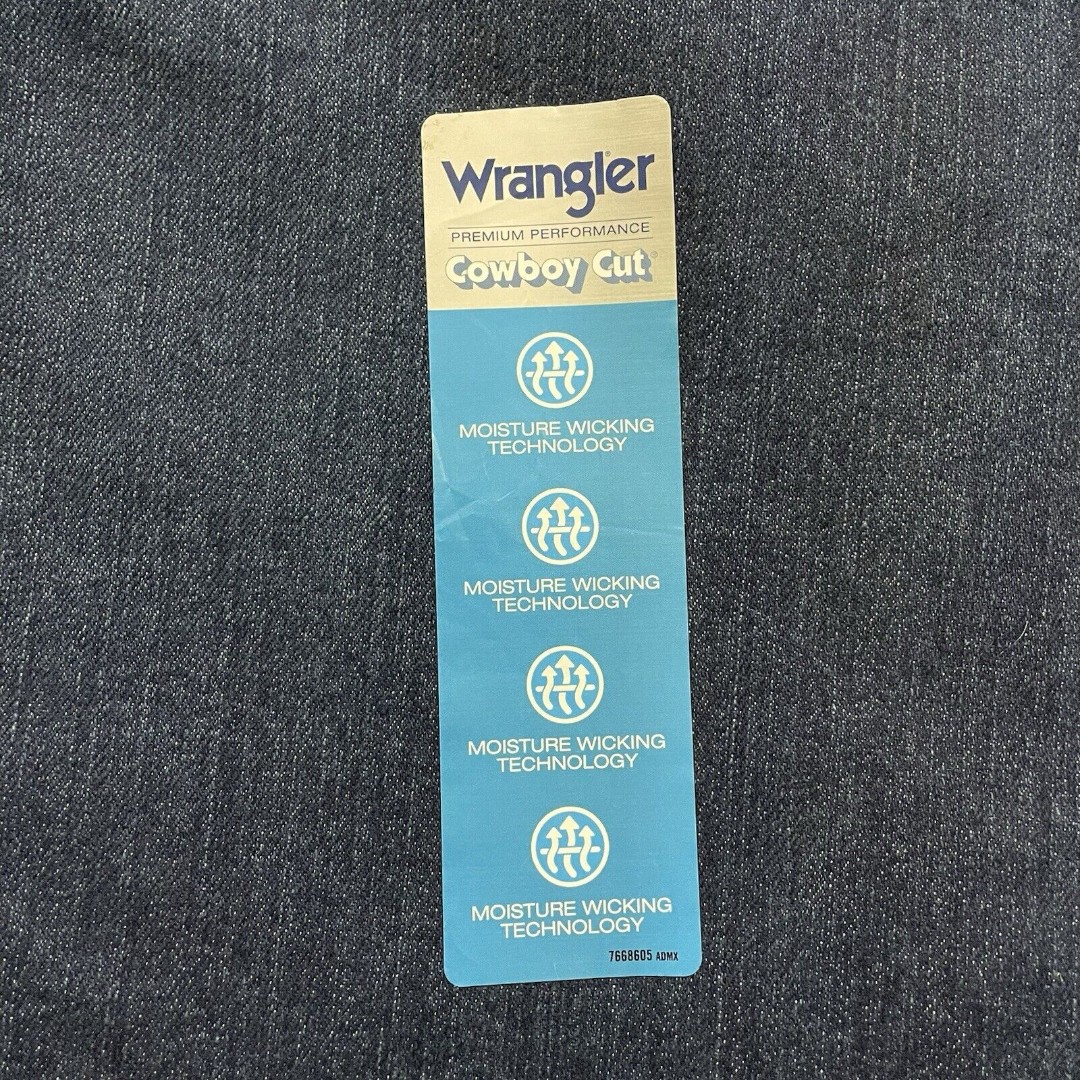 Wrangler®
PREMIUM PERFORMANCE
Cowboy Cut®
MOISTURE WICKING
TECHNOLOGY
MOISTURE WICKING
TECHNOLOGY
MOISTURE WICKING
TECHNOLOGY
MOISTURE WICKING
TECHNOLOGY
7668605 ADMX